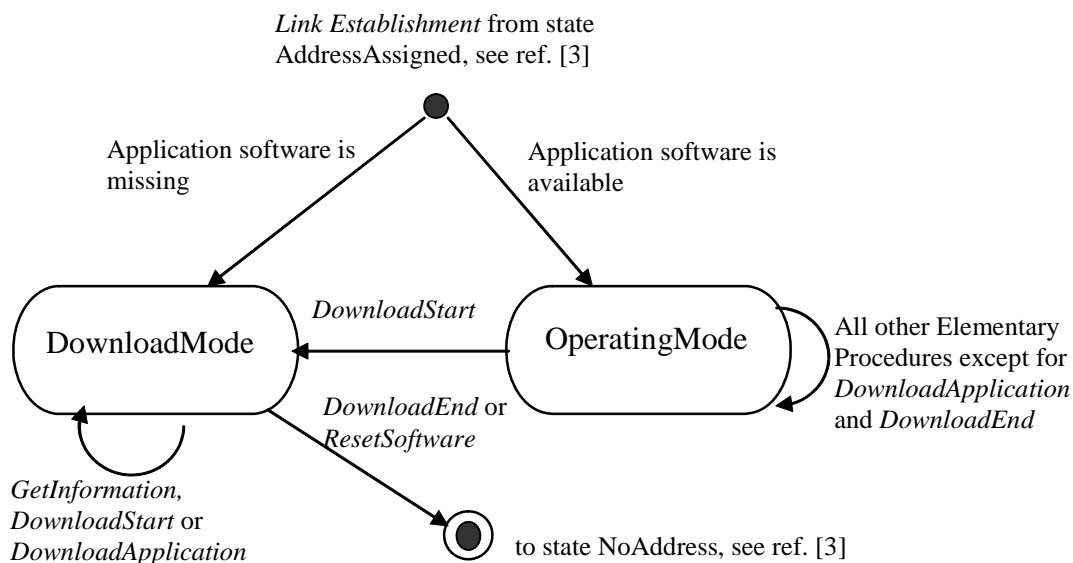 Link Establishment from state
AddressAssigned, see ref. [3]
Application software is
missing
Application software is
available
DownloadMode
DownloadStart
OperatingMode
All other Elementary
Procedures except for
DownloadApplication
and DownloadEnd
DownloadEnd or
ResetSoftware
GetInformation,
DownloadStart or
DownloadApplication
to state NoAddress, see ref. [3]